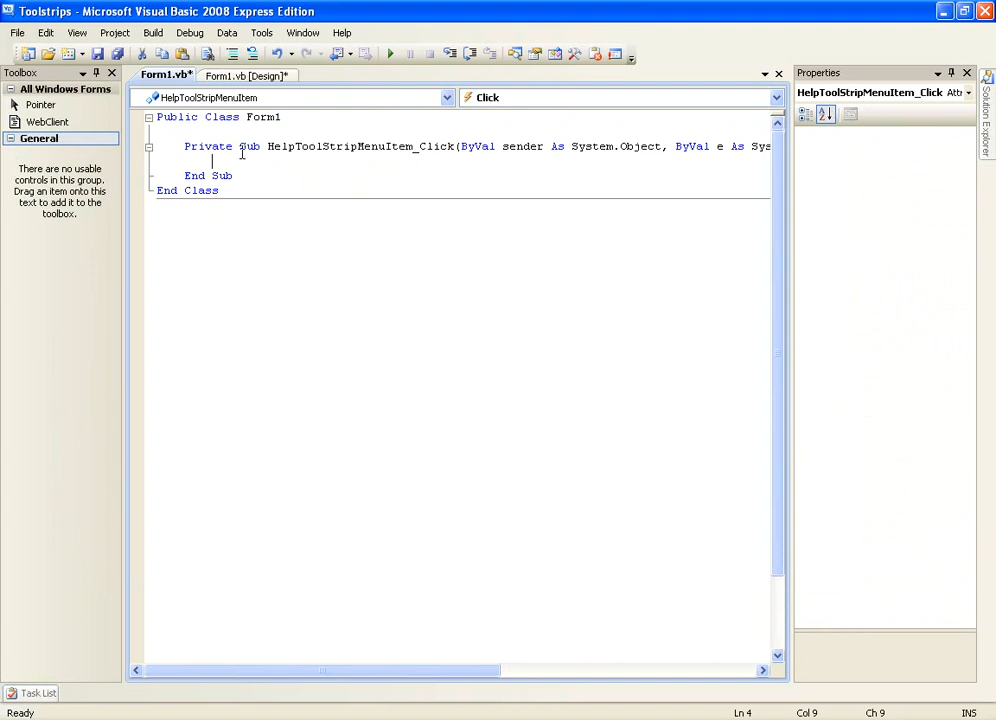 Toolstrips - Microsoft Visual Basic 2008 Express Edition
File Edit View Project Build Debug Data Tools Window Help
Toolbox
All Windows Forms
Pointer
WebClient
General
There are no usable
controls in this group.
Drag an item onto this
text to add it to the
toolbox.
Form1.vb* Form1.vb [Design]*
HelpToolStripMenuItem Click
Public Class Form1
Private Sub HelpToolStripMenuItem_Click(ByVal sender As System.Object, ByVal e As Sys
End Sub
End Class
Properties
HelpToolStripMenuItem_Click Attr
Solution Explorer
Task List
Ready Ln 4 Col 9 Ch 9 INS